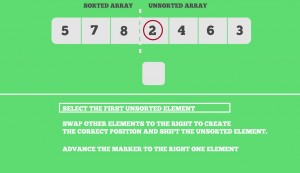 SORTED ARRAY UNSORTED ARRAY
5 7 8 2 4 6 3
SELECT THE FIRST UNSORTED ELEMENT
SWAP OTHER ELEMENTS TO THE RIGHT TO CREATE
THE CORRECT POSITION AND SHIFT THE UNSORTED ELEMENT.
ADVANCE THE MARKER TO THE RIGHT ONE ELEMENT